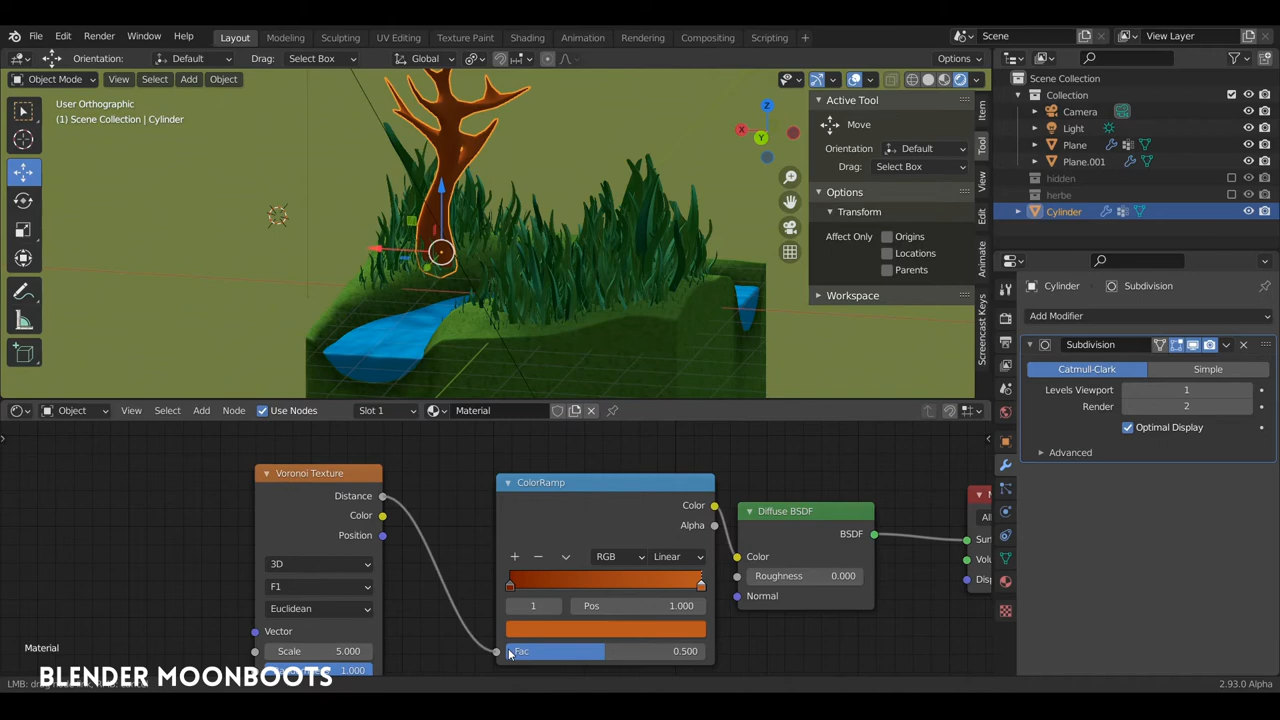 File Edit Render Window Help Layout Modeling Sculpting UV Editing Texture Paint Shading Animation Rendering Compositing Scripting + Scene View Layer
Orientation: Default Drag: Select Box Global Options
Object Mode View Select Add Object
User Orthographic
(1) Scene Collection | Cylinder
Z
X
Y
Active Tool
Move
Orientation Default
Drag: Select Box
Options
Transform
Affect Only Origins
Locations
Parents
Workspace
Item
Tool
View
Edit
Animate
Screencast Keys
Scene Collection
Collection
Camera
Light
Plane
Plane.001
hidden
herbe
Cylinder
Cylinder Subdivision
Add Modifier
Subdivision
Catmull-Clark Simple
Levels Viewport 1
Render 2
Optimal Display
Advanced
Object View Select Add Node Use Nodes Slot 1 Material
Voronoi Texture
Distance
Color
Position
3D
F1
Euclidean
Vector
Scale 5.000
1.000
ColorRamp
Color
Alpha
+ − RGB Linear
1 Pos 1.000
Fac 0.500
Diffuse BSDF
BSDF
Color
Roughness 0.000
Normal
Material
BLENDER MOONBOOTS
2.93.0 Alpha